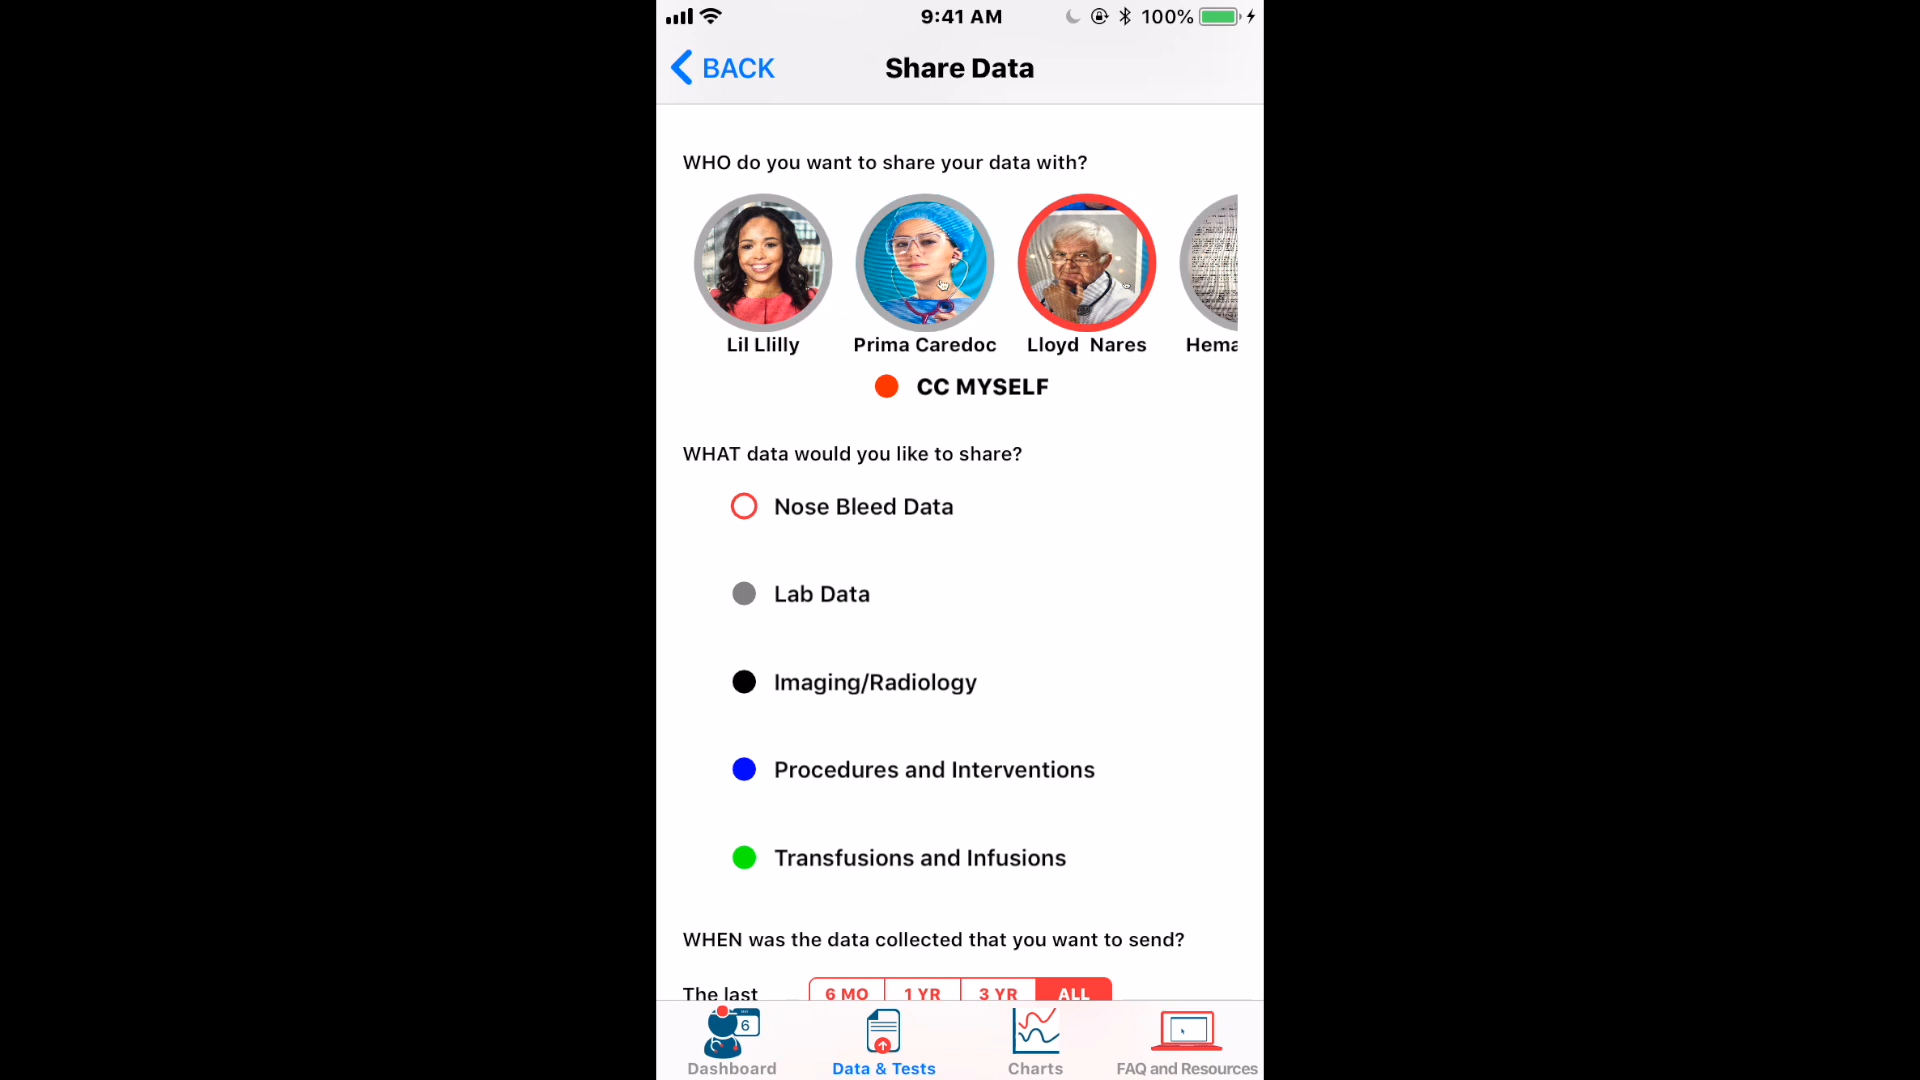 9:41 AM
100%
BACK
Share Data
WHO do you want to share your data with?
Lil Llilly
Prima Caredoc
Lloyd Nares
Hema
CC MYSELF
WHAT data would you like to share?
Nose Bleed Data
Lab Data
Imaging/Radiology
Procedures and Interventions
Transfusions and Infusions
WHEN was the data collected that you want to send?
The last
6 MO
1 YR
3 YR
ALL
6
Dashboard
Data & Tests
Charts
FAQ and Resources